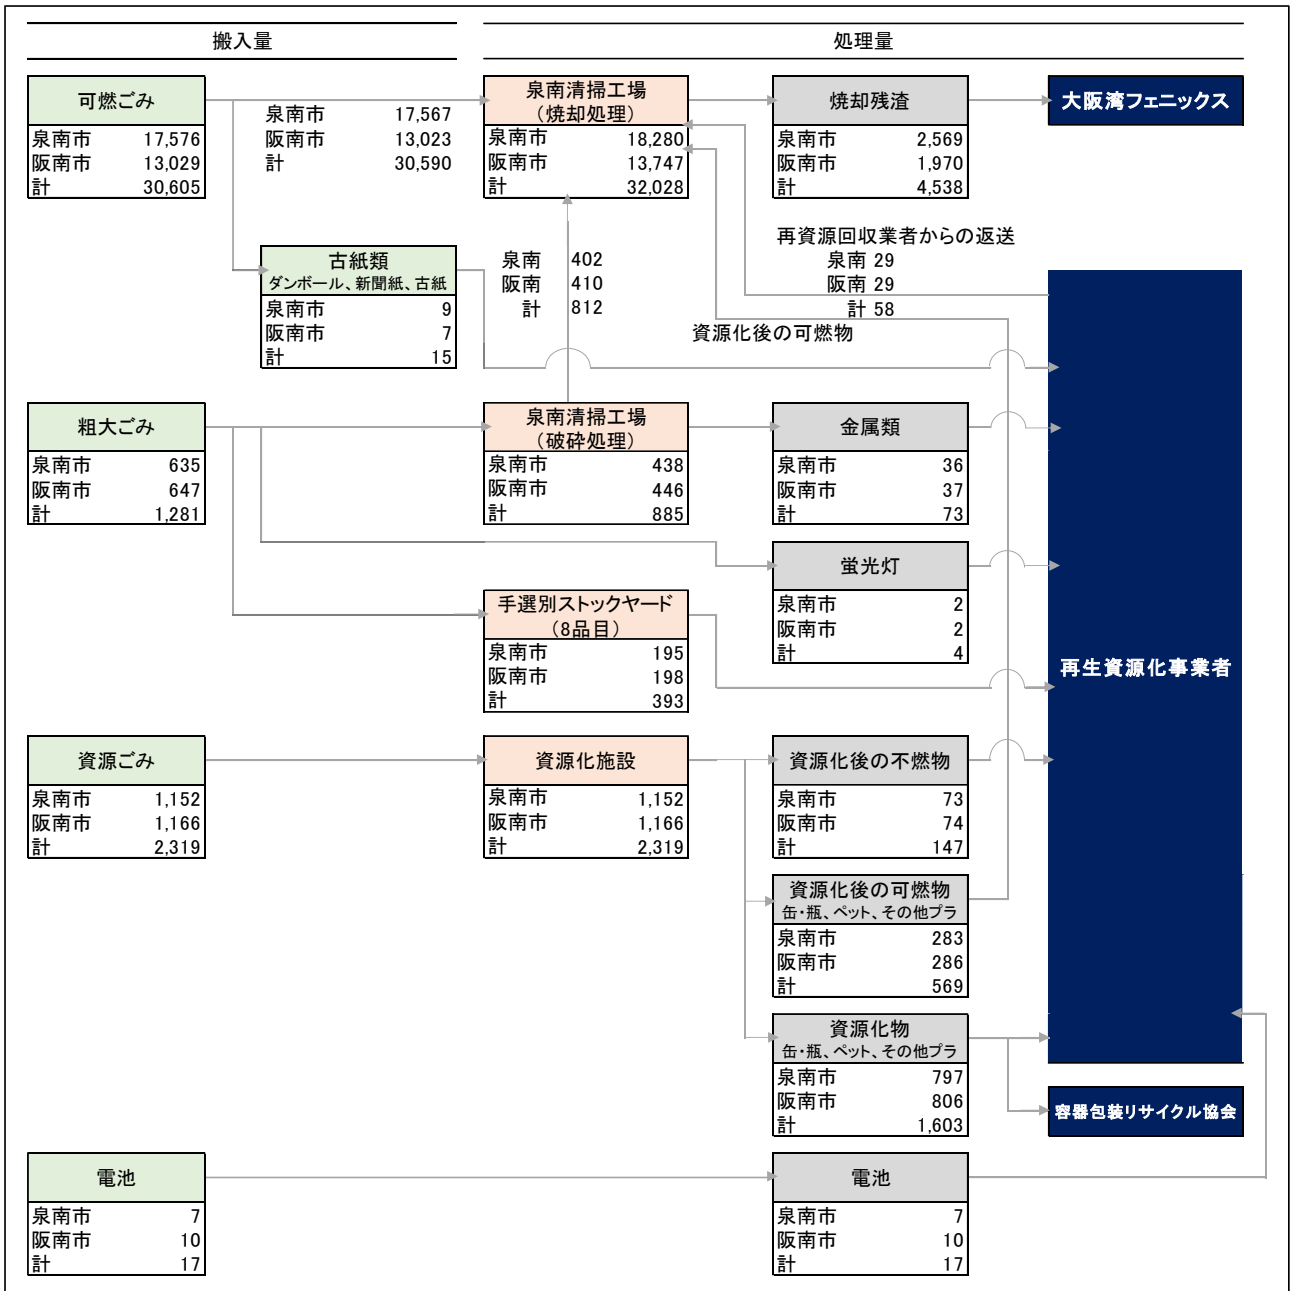 搬入量
処理量
可燃ごみ
泉南市 17,576
阪南市 13,029
計 30,605
泉南市 17,567
阪南市 13,023
計 30,590
泉南清掃工場
（焼却処理）
泉南市 18,280
阪南市 13,747
計 32,028
焼却残渣
泉南市 2,569
阪南市 1,970
計 4,538
大阪湾フェニックス
古紙類
ダンボール、新聞紙、古紙
泉南市 9
阪南市 7
計 15
泉南 402
阪南 410
計 812
再資源回収業者からの返送
泉南 29
阪南 29
計 58
資源化後の可燃物
粗大ごみ
泉南市 635
阪南市 647
計 1,281
泉南清掃工場
（破砕処理）
泉南市 438
阪南市 446
計 885
金属類
泉南市 36
阪南市 37
計 73
蛍光灯
泉南市 2
阪南市 2
計 4
手選別ストックヤード
（8品目）
泉南市 195
阪南市 198
計 393
再生資源化事業者
資源ごみ
泉南市 1,152
阪南市 1,166
計 2,319
資源化施設
泉南市 1,152
阪南市 1,166
計 2,319
資源化後の不燃物
泉南市 73
阪南市 74
計 147
資源化後の可燃物
缶・瓶、ペット、その他プラ
泉南市 283
阪南市 286
計 569
資源化物
缶・瓶、ペット、その他プラ
泉南市 797
阪南市 806
計 1,603
容器包装リサイクル協会
電池
泉南市 7
阪南市 10
計 17
電池
泉南市 7
阪南市 10
計 17